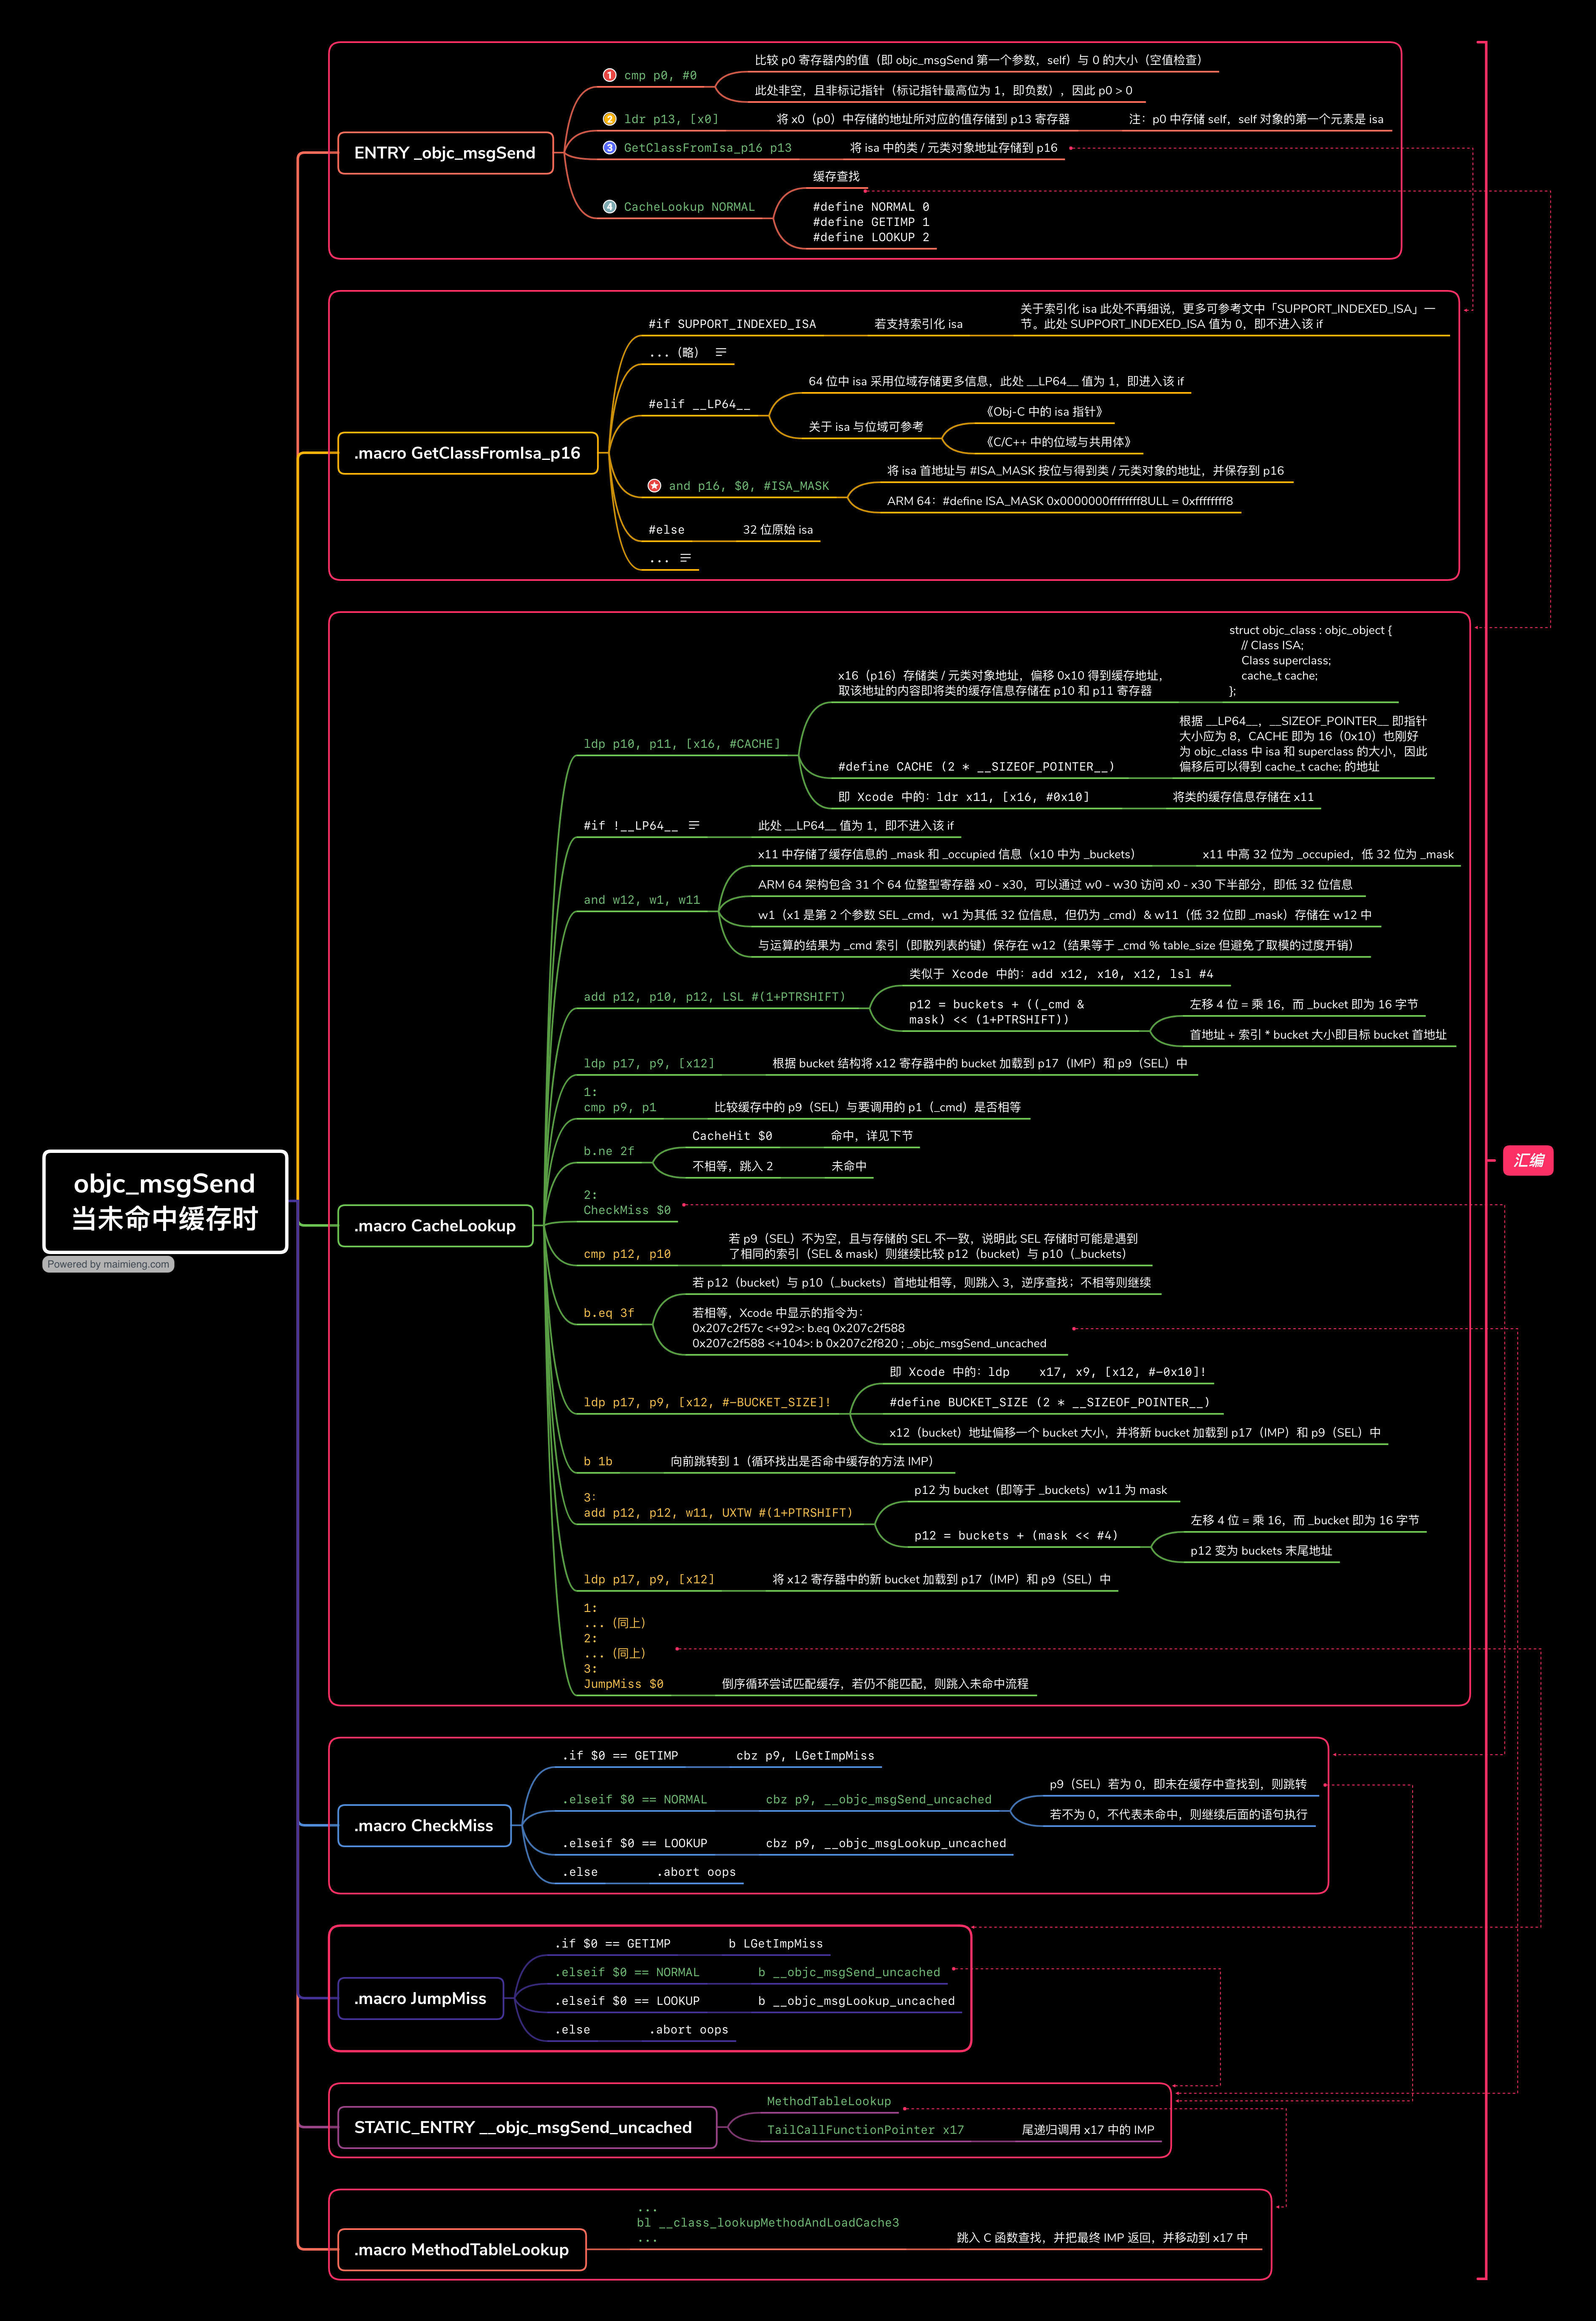 objc_msgSend
当未命中缓存时
Powered by maimieng.com
汇编
ENTRY _objc_msgSend
1 cmp p0, #0
比较 p0 寄存器内的值（即 objc_msgSend 第一个参数，self）与 0 的大小（空值检查）
此处非空，且非标记指针（标记指针最高位为 1，即负数），因此 p0 > 0
2 ldr p13, [x0]
将 x0（p0）中存储的地址所对应的值存储到 p13 寄存器
注：p0 中存储 self，self 对象的第一个元素是 isa
3 GetClassFromIsa_p16 p13
将 isa 中的类 / 元类对象地址存储到 p16
4 CacheLookup NORMAL
缓存查找
#define NORMAL 0
#define GETIMP 1
#define LOOKUP 2
.macro GetClassFromIsa_p16
#if SUPPORT_INDEXED_ISA
若支持索引化 isa
关于索引化 isa 此处不再细说，更多可参考文中「SUPPORT_INDEXED_ISA」一
节。此处 SUPPORT_INDEXED_ISA 值为 0，即不进入该 if
...（略）
#elif __LP64__
64 位中 isa 采用位域存储更多信息，此处 __LP64__ 值为 1，即进入该 if
关于 isa 与位域可参考
《Obj-C 中的 isa 指针》
《C/C++ 中的位域与共用体》
and p16, $0, #ISA_MASK
将 isa 首地址与 #ISA_MASK 按位与得到类 / 元类对象的地址，并保存到 p16
ARM 64：#define ISA_MASK 0x0000000ffffffff8ULL = 0xffffffff8
#else
32 位原始 isa
...
.macro CacheLookup
ldp p10, p11, [x16, #CACHE]
x16（p16）存储类 / 元类对象地址，偏移 0x10 得到缓存地址，
取该地址的内容即将类的缓存信息存储在 p10 和 p11 寄存器
struct objc_class : objc_object {
// Class ISA;
Class superclass;
cache_t cache;
};
#define CACHE (2 * __SIZEOF_POINTER__)
根据 __LP64__，__SIZEOF_POINTER__ 即指针
大小应为 8，CACHE 即为 16（0x10）也刚好
为 objc_class 中 isa 和 superclass 的大小，因此
偏移后可以得到 cache_t cache; 的地址
即 Xcode 中的：ldr x11, [x16, #0x10]
将类的缓存信息存储在 x11
#if !__LP64__
此处 __LP64__ 值为 1，即不进入该 if
and w12, w1, w11
x11 中存储了缓存信息的 _mask 和 _occupied 信息（x10 中为 _buckets）
x11 中高 32 位为 _occupied，低 32 位为 _mask
ARM 64 架构包含 31 个 64 位整型寄存器 x0 - x30，可以通过 w0 - w30 访问 x0 - x30 下半部分，即低 32 位信息
w1（x1 是第 2 个参数 SEL _cmd，w1 为其低 32 位信息，但仍为 _cmd）& w11（低 32 位即 _mask）存储在 w12 中
与运算的结果为 _cmd 索引（即散列表的键）保存在 w12（结果等于 _cmd % table_size 但避免了取模的过度开销）
add p12, p10, p12, LSL #(1+PTRSHIFT)
类似于 Xcode 中的：add x12, x10, x12, lsl #4
p12 = buckets + ((_cmd &
mask) << (1+PTRSHIFT))
左移 4 位 = 乘 16，而 _bucket 即为 16 字节
首地址 + 索引 * bucket 大小即目标 bucket 首地址
ldp p17, p9, [x12]
根据 bucket 结构将 x12 寄存器中的 bucket 加载到 p17（IMP）和 p9（SEL）中
1:
cmp p9, p1
比较缓存中的 p9（SEL）与要调用的 p1（_cmd）是否相等
b.ne 2f
CacheHit $0
命中，详见下节
不相等，跳入 2
未命中
2:
CheckMiss $0
cmp p12, p10
若 p9（SEL）不为空，且与存储的 SEL 不一致，说明此 SEL 存储时可能是遇到
了相同的索引（SEL & mask）则继续比较 p12（bucket）与 p10（_buckets）
b.eq 3f
若 p12（bucket）与 p10（_buckets）首地址相等，则跳入 3，逆序查找；不相等则继续
若相等，Xcode 中显示的指令为：
0x207c2f57c <+92>: b.eq 0x207c2f588
0x207c2f588 <+104>: b 0x207c2f820 ; _objc_msgSend_uncached
ldp p17, p9, [x12, #-BUCKET_SIZE]!
即 Xcode 中的：ldp    x17, x9, [x12, #-0x10]!
#define BUCKET_SIZE (2 * __SIZEOF_POINTER__)
x12（bucket）地址偏移一个 bucket 大小，并将新 bucket 加载到 p17（IMP）和 p9（SEL）中
b 1b
向前跳转到 1（循环找出是否命中缓存的方法 IMP）
3:
add p12, p12, w11, UXTW #(1+PTRSHIFT)
p12 为 bucket（即等于 _buckets）w11 为 mask
p12 = buckets + (mask << #4)
左移 4 位 = 乘 16，而 _bucket 即为 16 字节
p12 变为 buckets 末尾地址
ldp p17, p9, [x12]
将 x12 寄存器中的新 bucket 加载到 p17（IMP）和 p9（SEL）中
1:
...（同上）
2:
...（同上）
3:
JumpMiss $0
倒序循环尝试匹配缓存，若仍不能匹配，则跳入未命中流程
.macro CheckMiss
.if $0 == GETIMP
cbz p9, LGetImpMiss
.elseif $0 == NORMAL
cbz p9, __objc_msgSend_uncached
p9（SEL）若为 0，即未在缓存中查找到，则跳转
若不为 0，不代表未命中，则继续后面的语句执行
.elseif $0 == LOOKUP
cbz p9, __objc_msgLookup_uncached
.else
.abort oops
.macro JumpMiss
.if $0 == GETIMP
b LGetImpMiss
.elseif $0 == NORMAL
b __objc_msgSend_uncached
.elseif $0 == LOOKUP
b __objc_msgLookup_uncached
.else
.abort oops
STATIC_ENTRY __objc_msgSend_uncached
MethodTableLookup
TailCallFunctionPointer x17
尾递归调用 x17 中的 IMP
.macro MethodTableLookup
...
bl __class_lookupMethodAndLoadCache3
...
跳入 C 函数查找，并把最终 IMP 返回，并移动到 x17 中